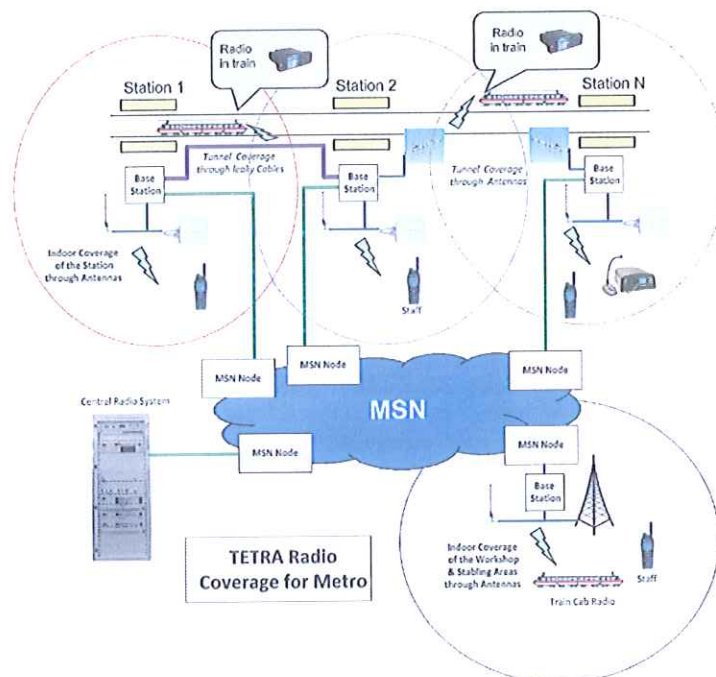 Radio
in train
Radio
in train
Station 1
Station 2
Station N
Tunnel Coverage
through leaky Cables
Tunnel Coverage
through Antennas
Base
Station
Base
Station
Base
Station
Indoor Coverage
of the Station
through Antennas
Staff
MSN Node
MSN Node
MSN Node
MSN
Central Radio System
MSN Node
MSN Node
Base
Station
TETRA Radio
Coverage for Metro
Indoor Coverage
of the Workshop
& Stabling Areas
through Antennas
Staff
Train Cab Radio